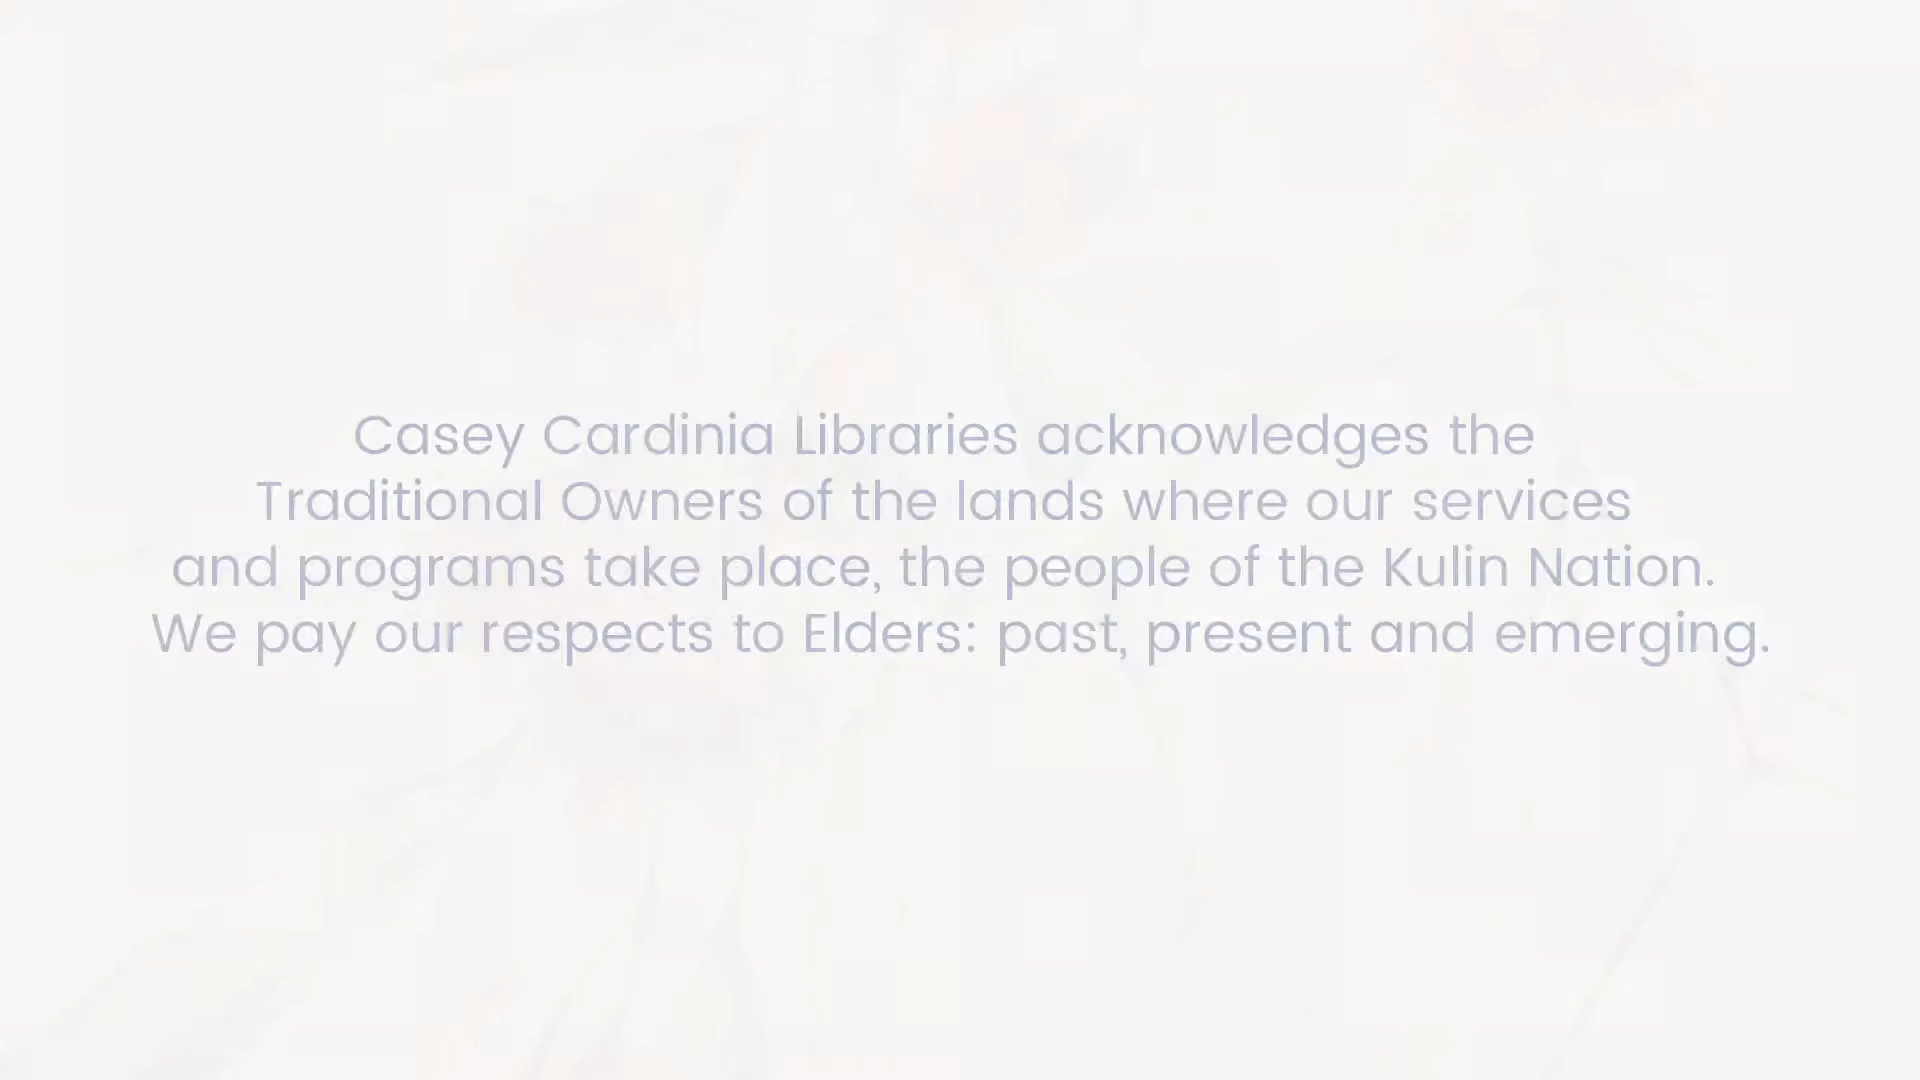 Casey Cardinia Libraries acknowledges the
Traditional Owners of the lands where our services
and programs take place, the people of the Kulin Nation.
We pay our respects to Elders: past, present and emerging.